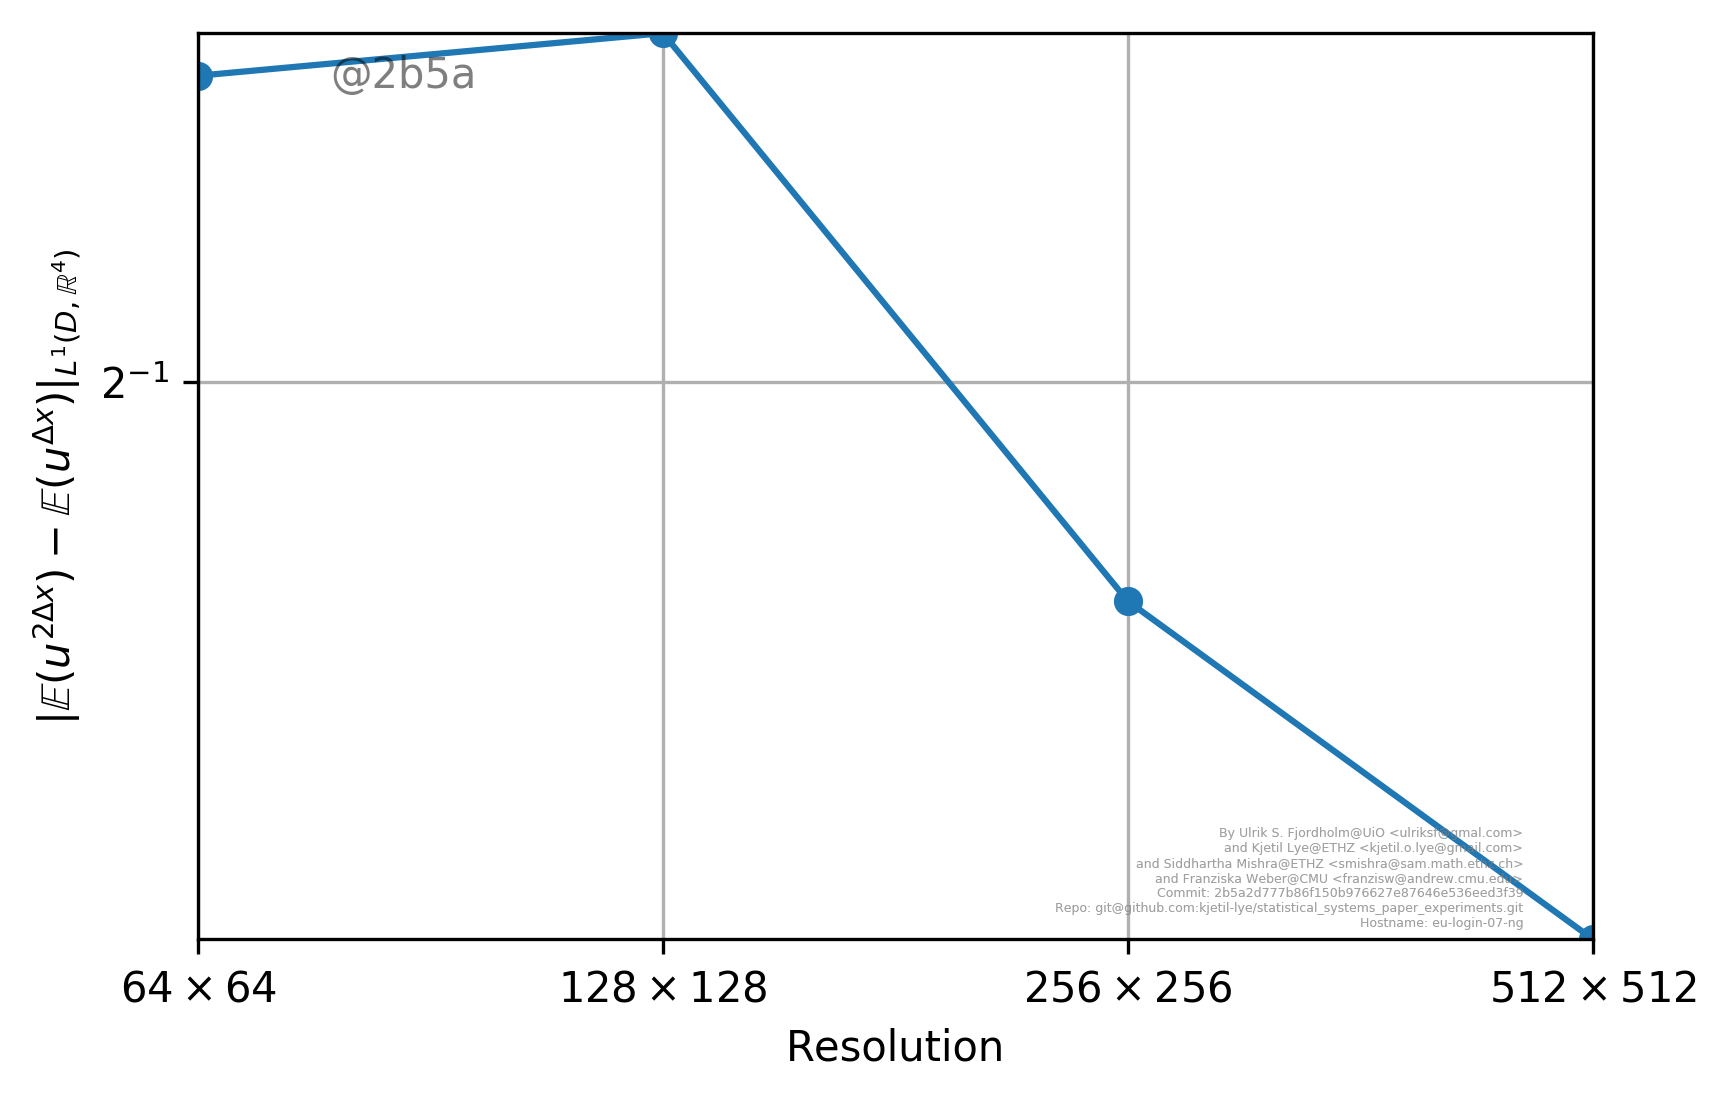 @2b5a
|𝔼(u^{2Δx}) − 𝔼(u^{Δx})|_{L^1(D, ℝ^4)}
2^{−1}
By Ulrik S. Fjordholm@UiO <ulriksf@gmal.com>
and Kjetil Lye@ETHZ <kjetil.o.lye@gmail.com>
and Siddhartha Mishra@ETHZ <smishra@sam.math.ethz.ch>
and Franziska Weber@CMU <franzisw@andrew.cmu.edu>
Commit: 2b5a2d777b86f150b976627e87646e536eed3f39
Repo: git@github.com:kjetil-lye/statistical_systems_paper_experiments.git
Hostname: eu-login-07-ng
64 × 64 128 × 128 256 × 256 512 × 512
Resolution